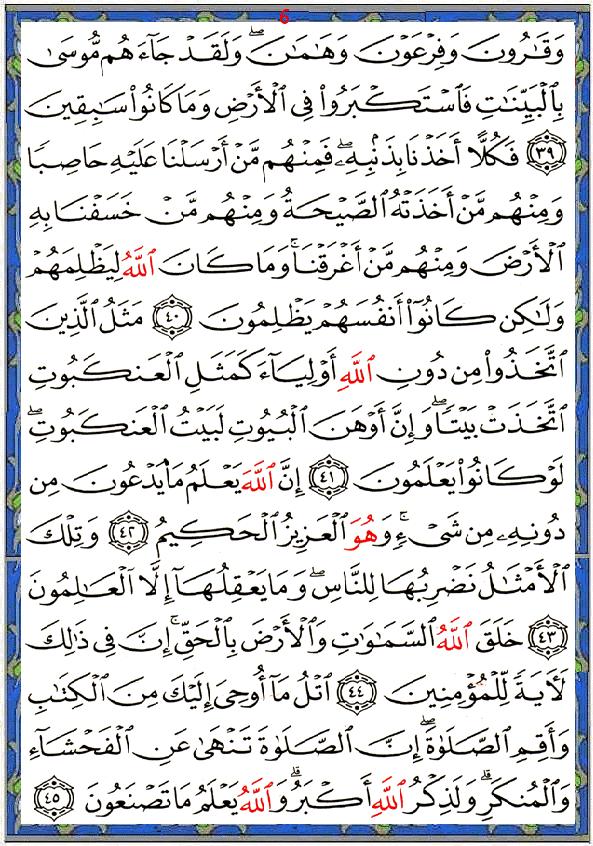 6
وَقَٰرُونَ وَفِرْعَوْنَ وَهَٰمَٰنَ ۖ وَلَقَدْ جَآءَهُم مُّوسَىٰ
بِٱلْبَيِّنَٰتِ فَٱسْتَكْبَرُوا۟ فِى ٱلْأَرْضِ وَمَا كَانُوا۟ سَٰبِقِينَ
﴿٣٩﴾ فَكُلًّا أَخَذْنَا بِذَنۢبِهِۦ ۖ فَمِنْهُم مَّنْ أَرْسَلْنَا عَلَيْهِ حَاصِبًا
وَمِنْهُم مَّنْ أَخَذَتْهُ ٱلصَّيْحَةُ وَمِنْهُم مَّنْ خَسَفْنَا بِهِ
ٱلْأَرْضَ وَمِنْهُم مَّنْ أَغْرَقْنَا ۚ وَمَا كَانَ ٱللَّهُ لِيَظْلِمَهُمْ
وَلَٰكِن كَانُوٓا۟ أَنفُسَهُمْ يَظْلِمُونَ ﴿٤٠﴾ مَثَلُ ٱلَّذِينَ
ٱتَّخَذُوا۟ مِن دُونِ ٱللَّهِ أَوْلِيَآءَ كَمَثَلِ ٱلْعَنكَبُوتِ
ٱتَّخَذَتْ بَيْتًا ۖ وَإِنَّ أَوْهَنَ ٱلْبُيُوتِ لَبَيْتُ ٱلْعَنكَبُوتِ ۖ
لَوْ كَانُوا۟ يَعْلَمُونَ ﴿٤١﴾ إِنَّ ٱللَّهَ يَعْلَمُ مَا يَدْعُونَ مِن
دُونِهِۦ مِن شَىْءٍ ۚ وَهُوَ ٱلْعَزِيزُ ٱلْحَكِيمُ ﴿٤٢﴾ وَتِلْكَ
ٱلْأَمْثَٰلُ نَضْرِبُهَا لِلنَّاسِ ۖ وَمَا يَعْقِلُهَآ إِلَّا ٱلْعَٰلِمُونَ
﴿٤٣﴾ خَلَقَ ٱللَّهُ ٱلسَّمَٰوَٰتِ وَٱلْأَرْضَ بِٱلْحَقِّ ۚ إِنَّ فِى ذَٰلِكَ
لَءَايَةً لِّلْمُؤْمِنِينَ ﴿٤٤﴾ ٱتْلُ مَآ أُوحِىَ إِلَيْكَ مِنَ ٱلْكِتَٰبِ
وَأَقِمِ ٱلصَّلَوٰةَ ۖ إِنَّ ٱلصَّلَوٰةَ تَنْهَىٰ عَنِ ٱلْفَحْشَآءِ
وَٱلْمُنكَرِ ۗ وَلَذِكْرُ ٱللَّهِ أَكْبَرُ ۗ وَٱللَّهُ يَعْلَمُ مَا تَصْنَعُونَ ﴿٤٥﴾